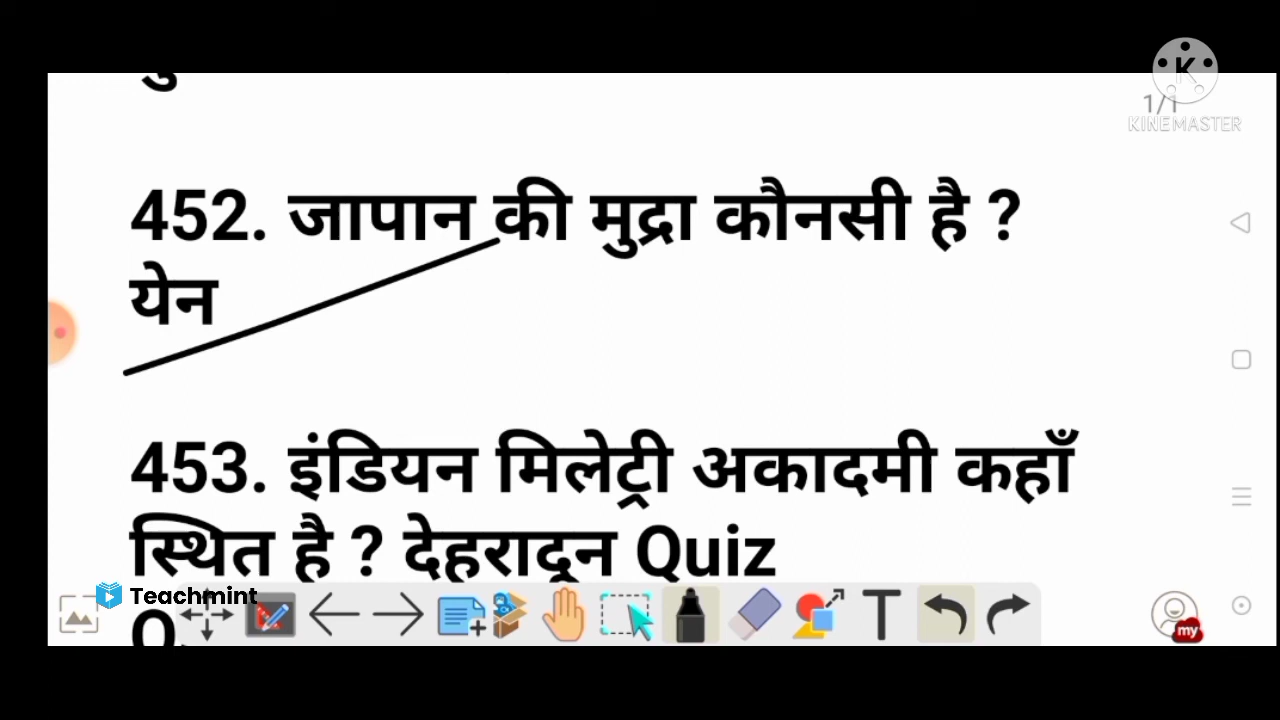 1/1
KINEMASTER
452. जापान की मुद्रा कौनसी है ?
येन
453. इंडियन मिलेट्री अकादमी कहाँ
स्थित है ? देहरादून Quiz
Teachmint
my